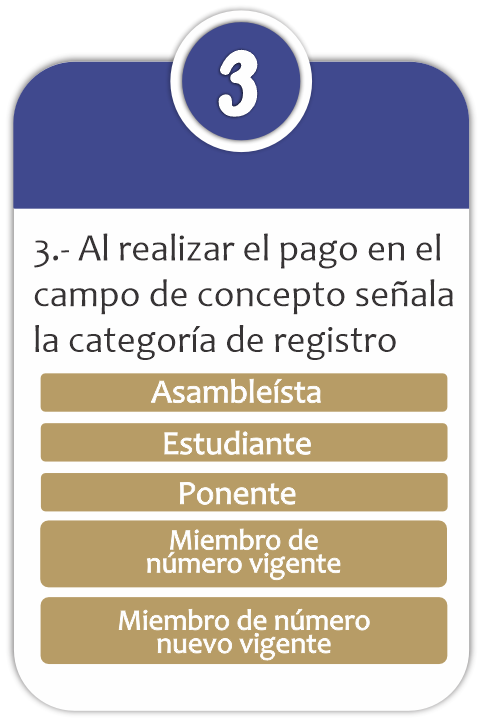 3
3.- Al realizar el pago en el
campo de concepto señala
la categoría de registro
Asambleísta
Estudiante
Ponente
Miembro de
número vigente
Miembro de número
nuevo vigente